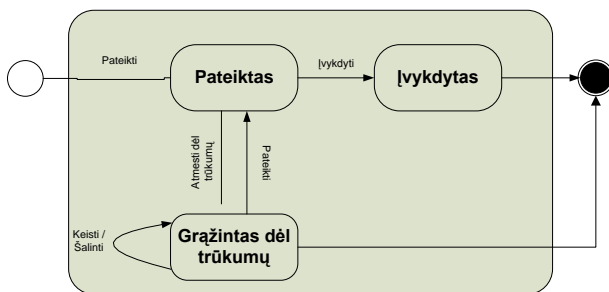 Pateikti
Pateiktas
Įvykdyti
Įvykdytas
Atmesti dėl
trūkumų
Pateikti
Keisti /
Šalinti
Grąžintas dėl
trūkumų